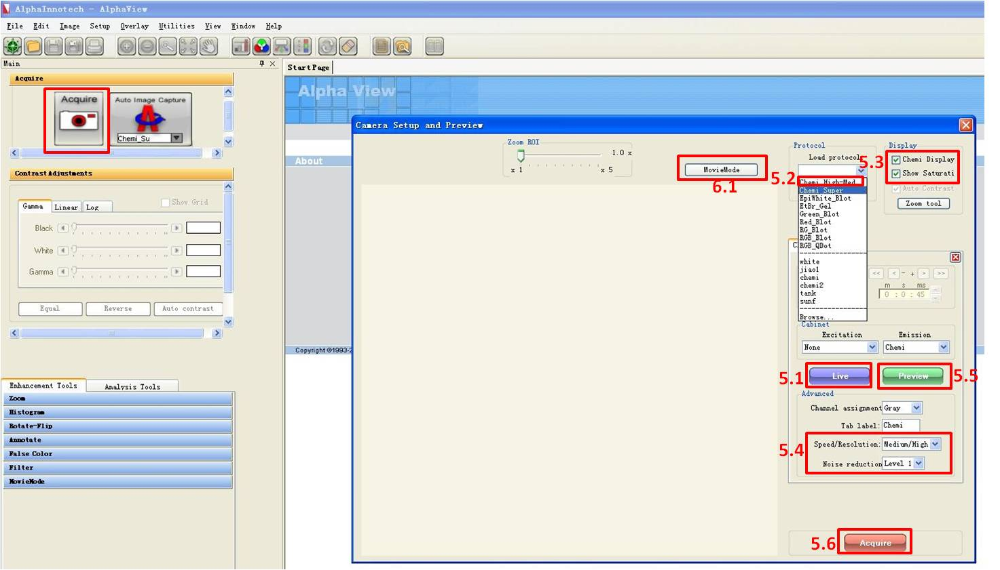 AlphaInnotech - AlphaView
File Edit Image Setup Overlay Utilities View Window Help
Main
StartPage
Acquire
Acquire
Auto Image Capture
Chemi_Su
Alpha View
About
Contrast Adjustments
Gamma Linear Log
Show Grid
Black
White
Gamma
Equal Reverse Auto contrast
Copyright ©1993-2
Enhancement Tools Analysis Tools
Zoom
Histogram
Rotate-Flip
Annotate
False Color
Filter
MovieMode
Camera Setup and Preview
Zoom ROI
1.0 x
x 1 x 5
MovieMode
6.1
Protocol
Load protocol
5.2
Chemi_High-Med
Chemi_Super
EpiWhite_Blot
EtBr_Gel
Green_Blot
Red_Blot
RG_Blot
RGB_Blot
RGB_QDot
white
jiao1
chemi
chemi2
tank
sunf
Browse...
Display
5.3
Chemi Display
Show Saturati
Auto Contrast
Zoom tool
<< < - + > >>
m s ms
0 : 0 : 45
Cabinet
Excitation Emission
None Chemi
5.1 Live Preview 5.5
Advanced
Channel assignment Gray
Tab label: Chemi
5.4
Speed/Resolution: Medium/High
Noise reduction Level 1
5.6 Acquire